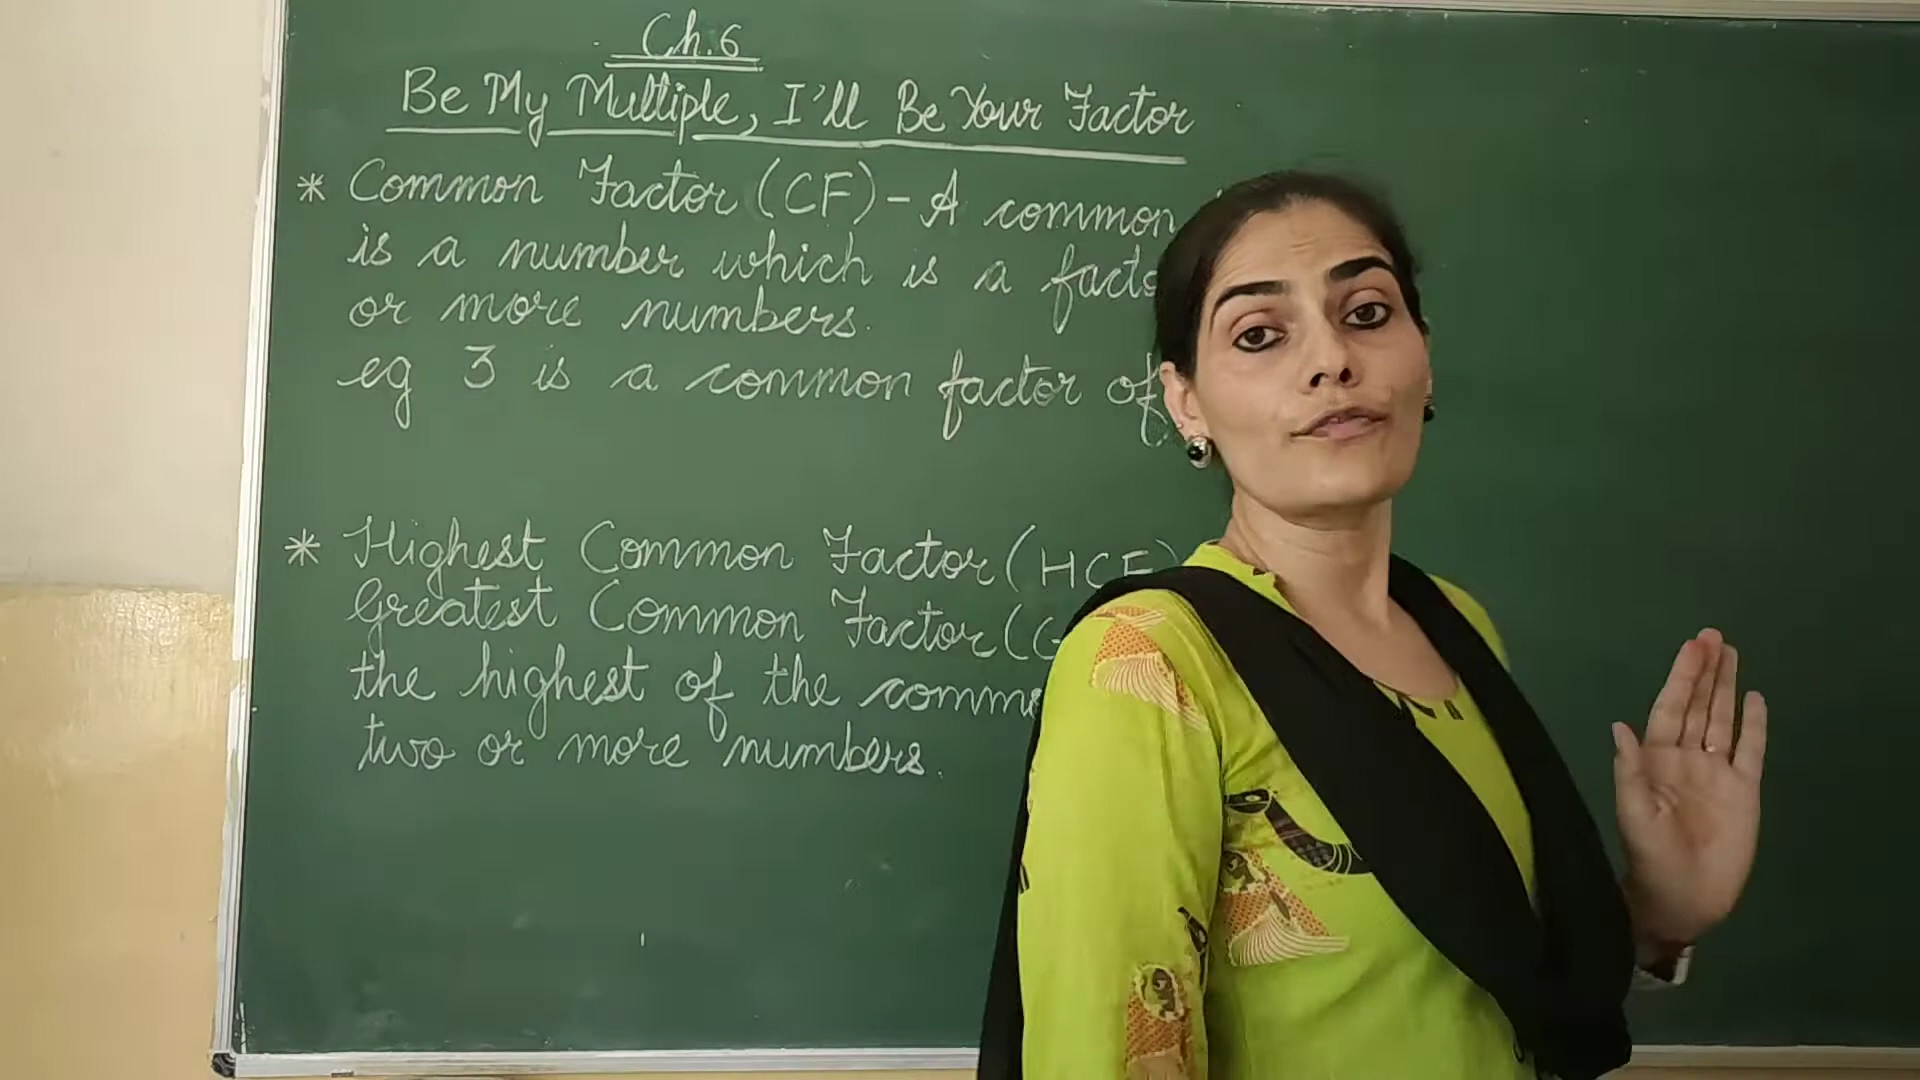 Ch.6
Be My Multiple, I'll Be Your Factor
* Common Factor (CF) - A common
is a number which is a
or more numbers.
eg 3 is a common factor of
* Highest Common Factor (HCF)
Greatest Common Factor (
the highest of the
two or more numbers.